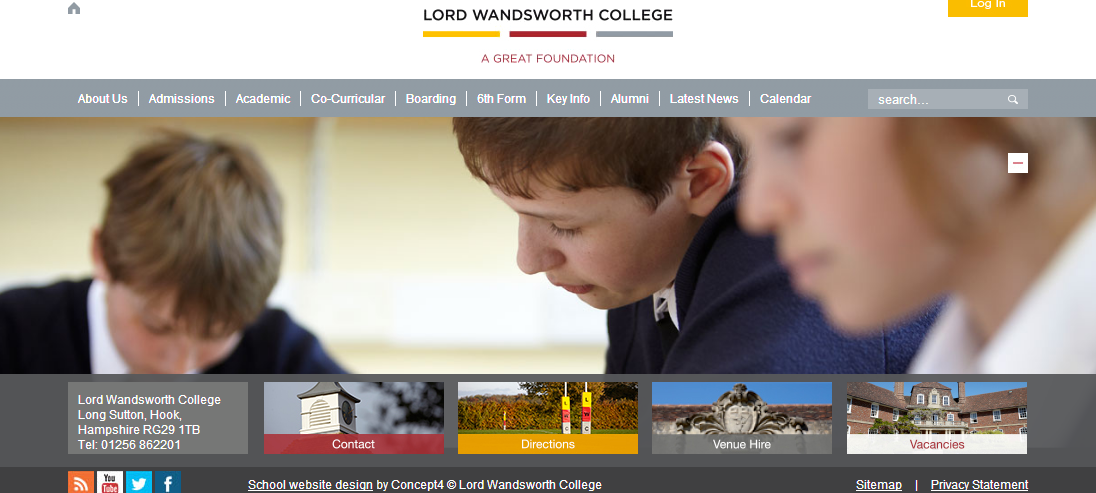 Log In
LORD WANDSWORTH COLLEGE
A GREAT FOUNDATION
About Us
Admissions
Academic
Co-Curricular
Boarding
6th Form
Key Info
Alumni
Latest News
Calendar
search...
Lord Wandsworth College
Long Sutton, Hook,
Hampshire RG29 1TB
Tel: 01256 862201
Contact
Directions
Venue Hire
Vacancies
You
Tube
School website design by Concept4 © Lord Wandsworth College
Sitemap | Privacy Statement